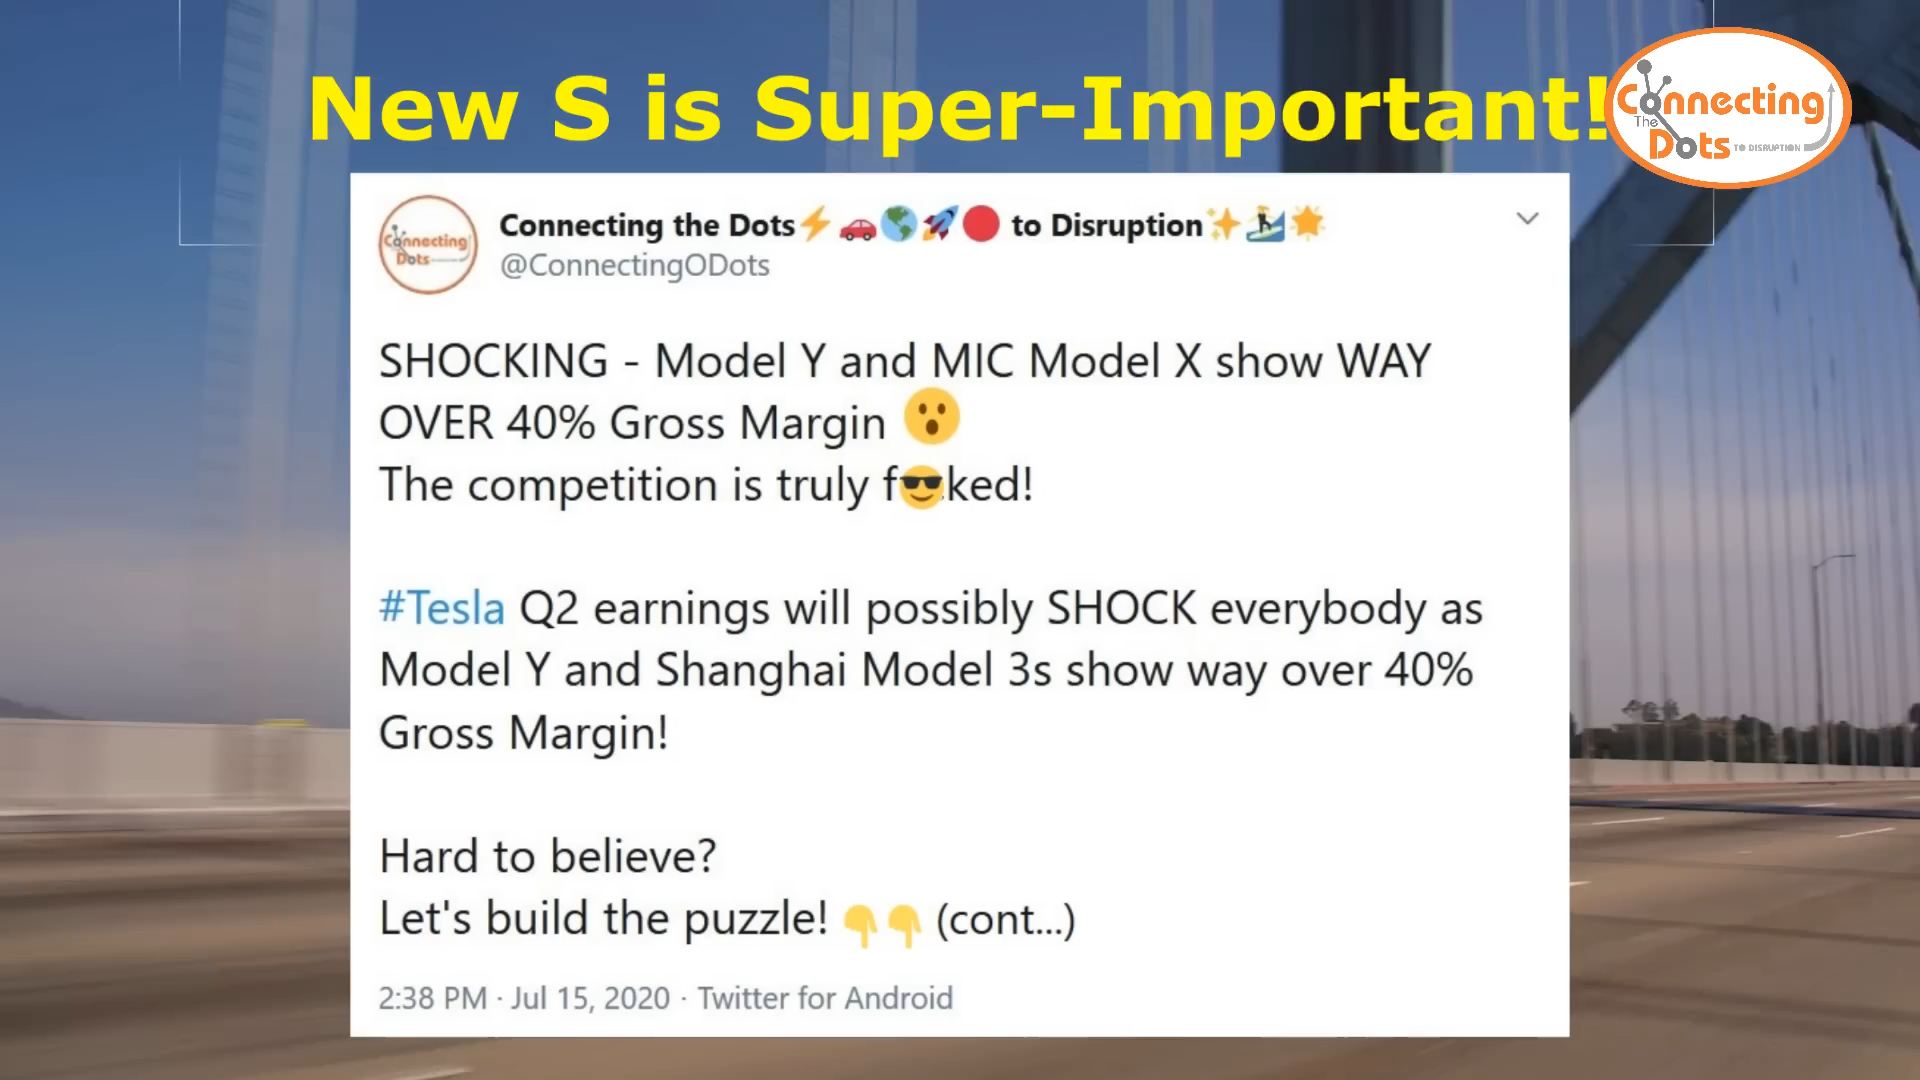 New S is Super-Important!
Connecting
The
Dots TO DISRUPTION
Connecting the Dots⚡🚗🌎🚀🔴 to Disruption✨🏄🌟
@ConnectingODots
Connecting
Dots
SHOCKING - Model Y and MIC Model X show WAY
OVER 40% Gross Margin 😮
The competition is truly f😎ked!
#Tesla Q2 earnings will possibly SHOCK everybody as
Model Y and Shanghai Model 3s show way over 40%
Gross Margin!
Hard to believe?
Let's build the puzzle! 👇👇 (cont...)
2:38 PM · Jul 15, 2020 · Twitter for Android